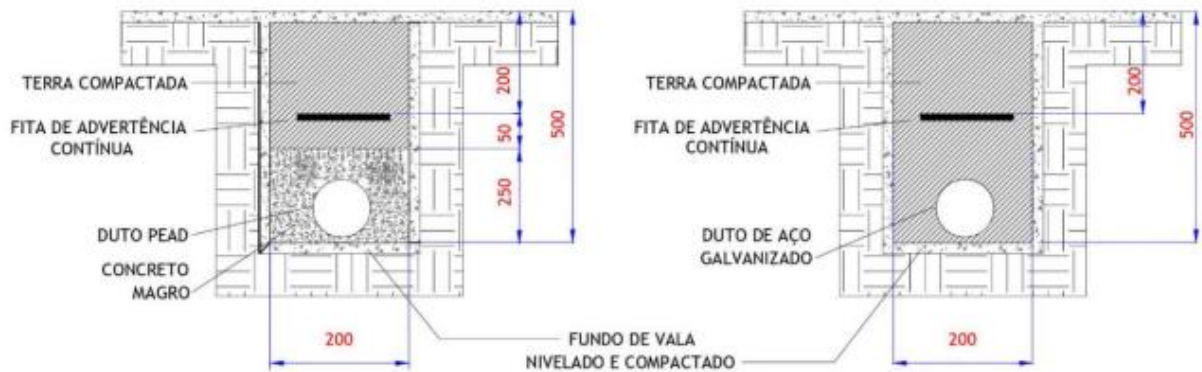 TERRA COMPACTADA
FITA DE ADVERTÊNCIA
CONTÍNUA
DUTO PEAD
CONCRETO
MAGRO
200
50
250
500
200
TERRA COMPACTADA
FITA DE ADVERTÊNCIA
CONTÍNUA
DUTO DE AÇO
GALVANIZADO
200
500
200
FUNDO DE VALA
NIVELADO E COMPACTADO